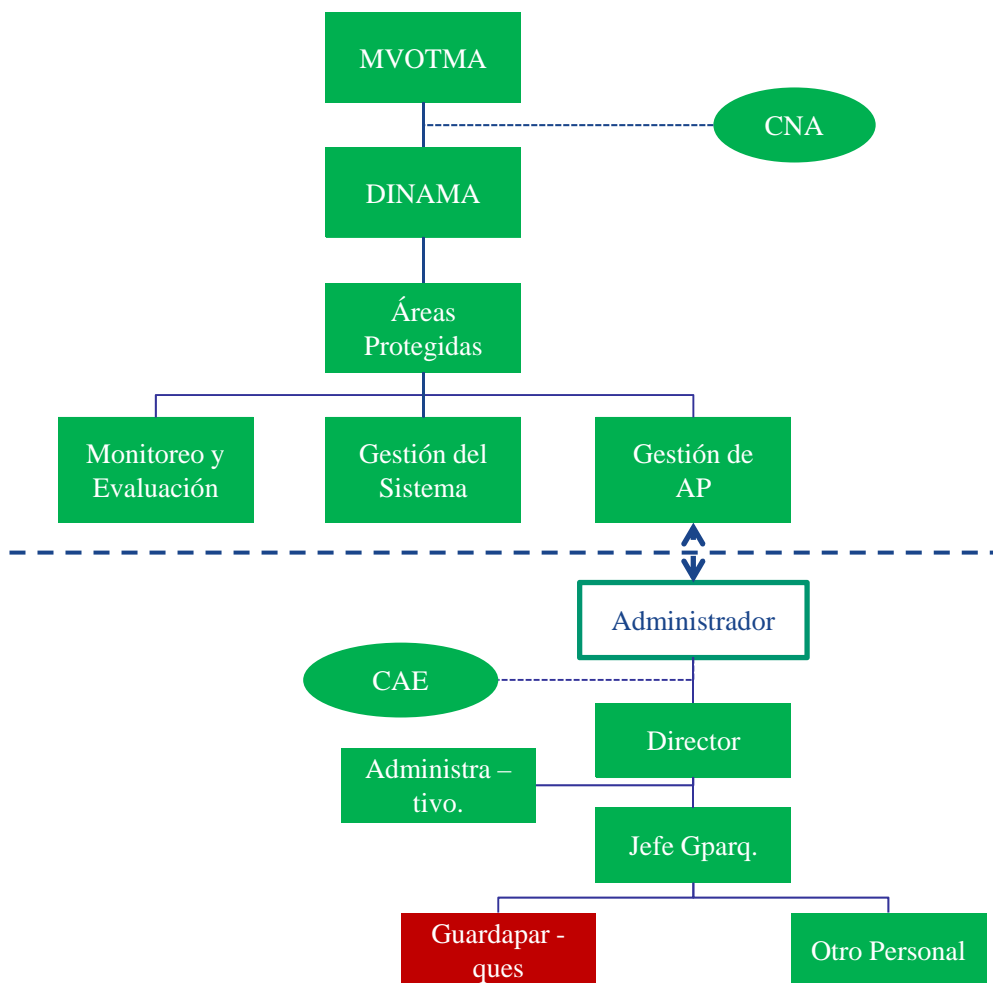 MVOTMA
CNA
DINAMA
Áreas
Protegidas
Monitoreo y
Evaluación
Gestión del
Sistema
Gestión de
AP
Administrador
CAE
Director
Administra –
tivo.
Jefe Gparq.
Guardapar -
ques
Otro Personal